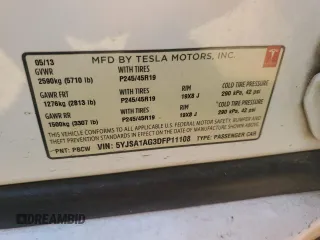 05/13
MFD BY TESLA MOTORS, INC.
TESLA
GVWR
2590kg (5710 lb)
WITH TIRES
P245/45R19
GAWR FRT
1276kg (2813 lb)
WITH TIRES
P245/45R19
RIM
19X8 J
COLD TIRE PRESSURE
290 kPa, 42 psi
GAWR RR
1500kg (3307 lb)
WITH TIRES
P245/45R19
RIM
19X8 J
COLD TIRE PRESSURE
290 kPa, 42 psi
THIS VEHICLE CONFORMS TO ALL APPLICABLE U.S. FEDERAL MOTOR SAFETY, BUMPER AND
THEFT PREVENTION STANDARDS IN EFFECT ON THE DATE OF MANUFACTURE SHOWN ABOVE.
PNT: PBCW VIN: 5YJSA1AG3DFP11108 TYPE: PASSENGER CAR
DREAMBID